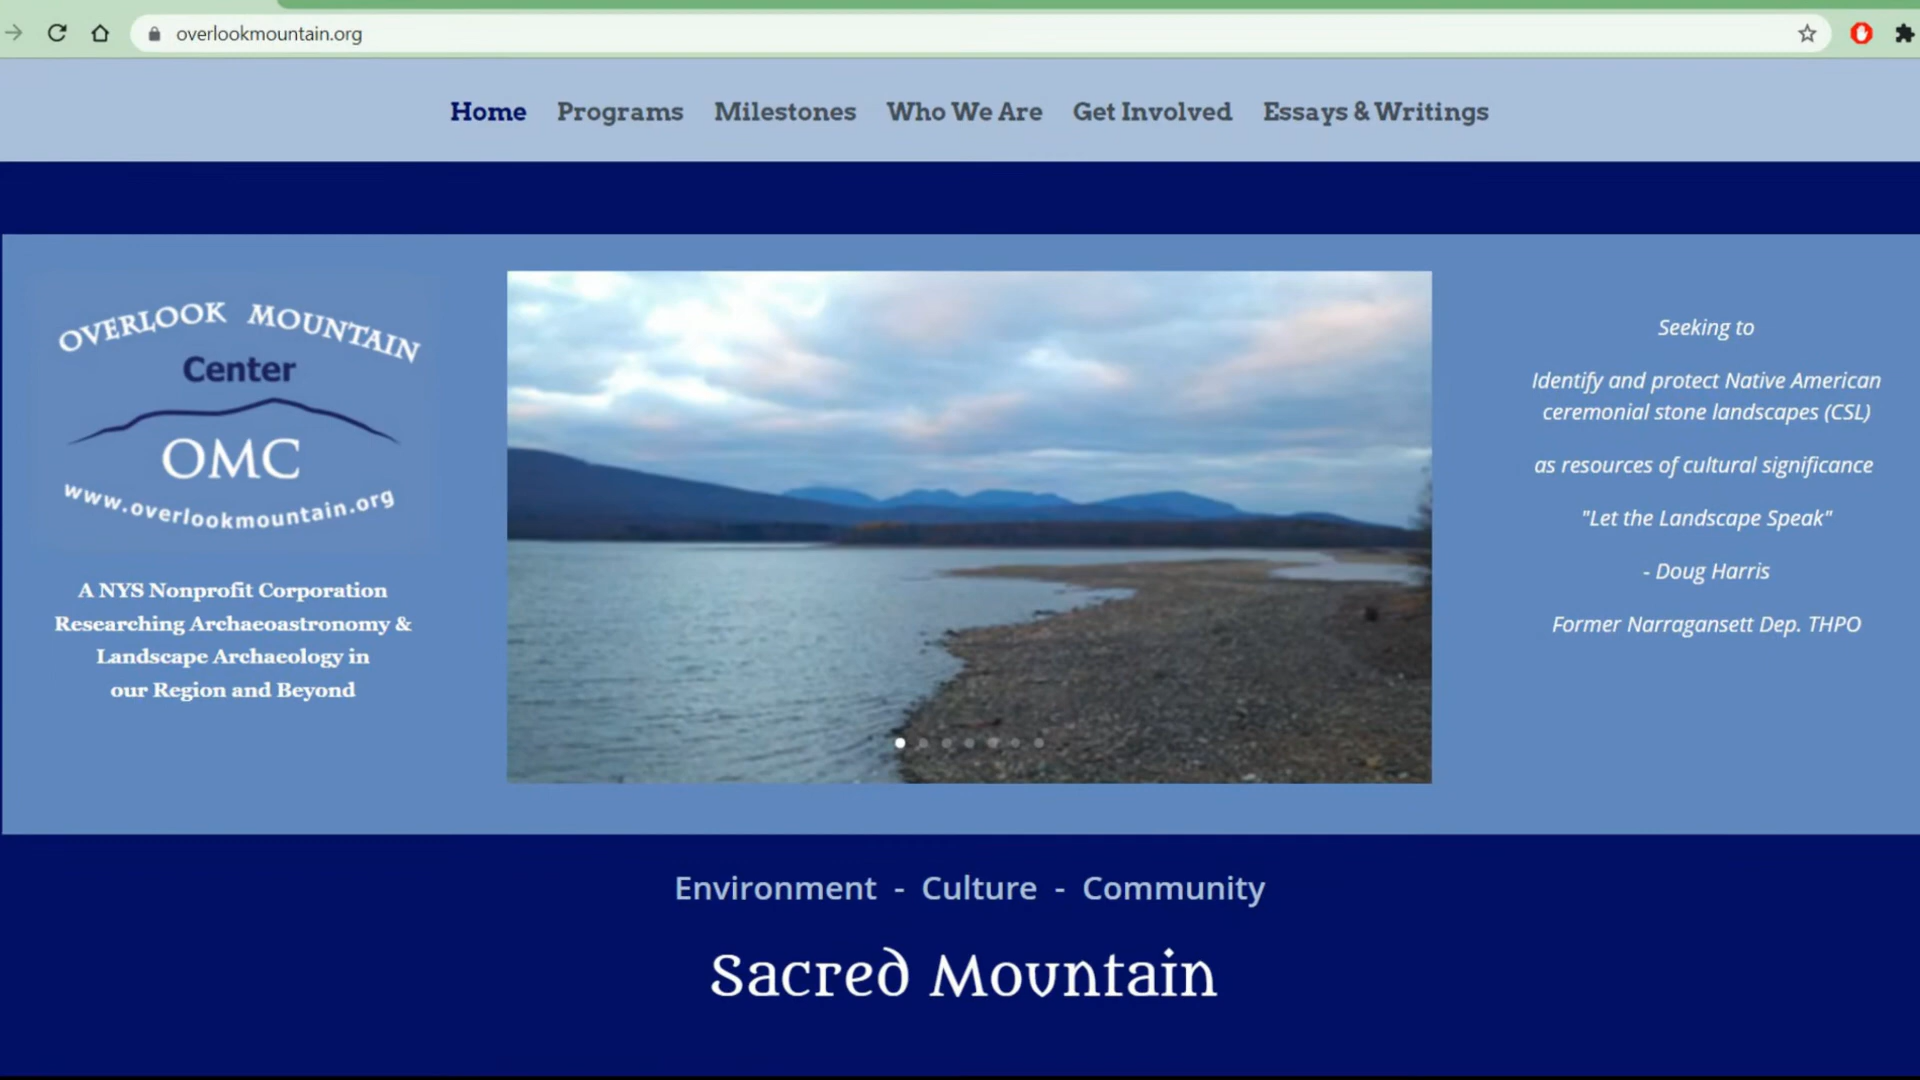 overlookmountain.org
Home Programs Milestones Who We Are Get Involved Essays & Writings
OVERLOOK MOUNTAIN
Center
OMC
www.overlookmountain.org
A NYS Nonprofit Corporation
Researching Archaeoastronomy &
Landscape Archaeology in
our Region and Beyond
Seeking to
Identify and protect Native American
ceremonial stone landscapes (CSL)
as resources of cultural significance
"Let the Landscape Speak"
- Doug Harris
Former Narragansett Dep. THPO
Environment - Culture - Community
Sacred Mountain